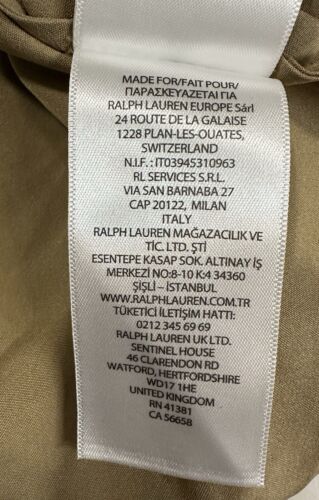 MADE FOR/FAIT POUR/
ΠΑΡΑΣΚΕΥΑΖΕΤΑΙ ΓΙΑ
RALPH LAUREN EUROPE Sárl
24 ROUTE DE LA GALAISE
1228 PLAN-LES-OUATES,
SWITZERLAND
N.I.F.: IT03945310963
RL SERVICES S.R.L.
VIA SAN BARNABA 27
CAP 20122, MILAN
ITALY
RALPH LAUREN MAĞAZACILIK VE
TİC. LTD. ŞTİ
ESENTEPE KASAP SOK. ALTINAY İŞ
MERKEZİ NO:8-10 K:4 34360
ŞİŞLİ – İSTANBUL
WWW.RALPHLAUREN.COM.TR
TÜKETİCİ İLETİŞİM HATTI:
0212 345 69 69
RALPH LAUREN UK LTD.
SENTINEL HOUSE
46 CLARENDON RD
WATFORD, HERTFORDSHIRE
WD17 1HE
UNITED KINGDOM
RN 41381
CA 56658